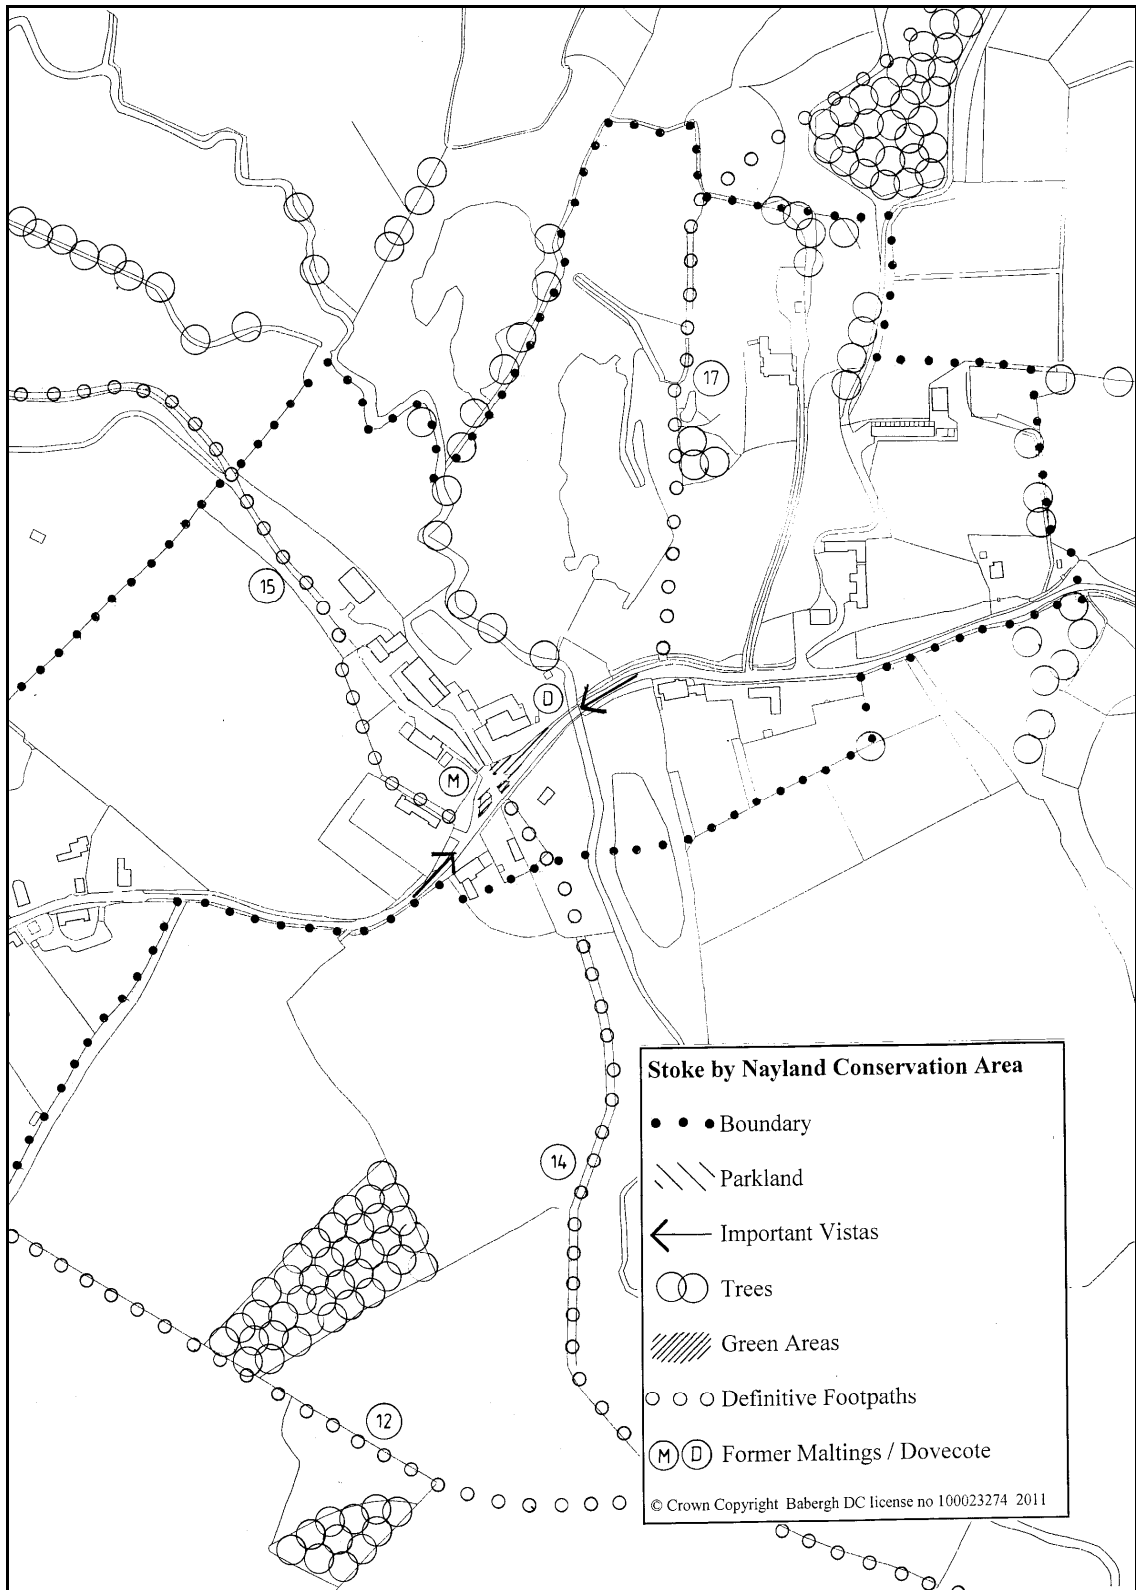 17
15
D
M
14
12
Stoke by Nayland Conservation Area
Boundary
Parkland
Important Vistas
Trees
Green Areas
Definitive Footpaths
M D Former Maltings / Dovecote
© Crown Copyright Babergh DC license no 100023274 2011